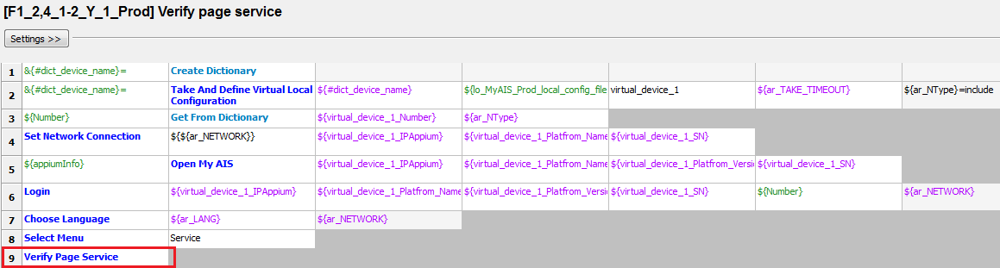 [F1_2,4_1-2_Y_1_Prod] Verify page service
Settings >>
1 &{#dict_device_name}= Create Dictionary
2 &{#dict_device_name}= Take And Define Virtual Local Configuration ${#dict_device_name} ${lo_MyAIS_Prod_local_config_file virtual_device_1 ${ar_TAKE_TIMEOUT} ${ar_NType}=include
3 ${Number} Get From Dictionary ${virtual_device_1_Number} ${ar_NType}
4 Set Network Connection ${${ar_NETWORK}} ${virtual_device_1_IPAppium} ${virtual_device_1_Platfrom_Name ${virtual_device_1_SN}
5 ${appiumInfo} Open My AIS ${virtual_device_1_IPAppium} ${virtual_device_1_Platfrom_Name ${virtual_device_1_Platfrom_Versio ${virtual_device_1_SN}
6 Login ${virtual_device_1_IPAppium} ${virtual_device_1_Platfrom_Name ${virtual_device_1_Platfrom_Versio ${virtual_device_1_SN} ${Number} ${ar_NETWORK}
7 Choose Language ${ar_LANG} ${ar_NETWORK}
8 Select Menu Service
9 Verify Page Service